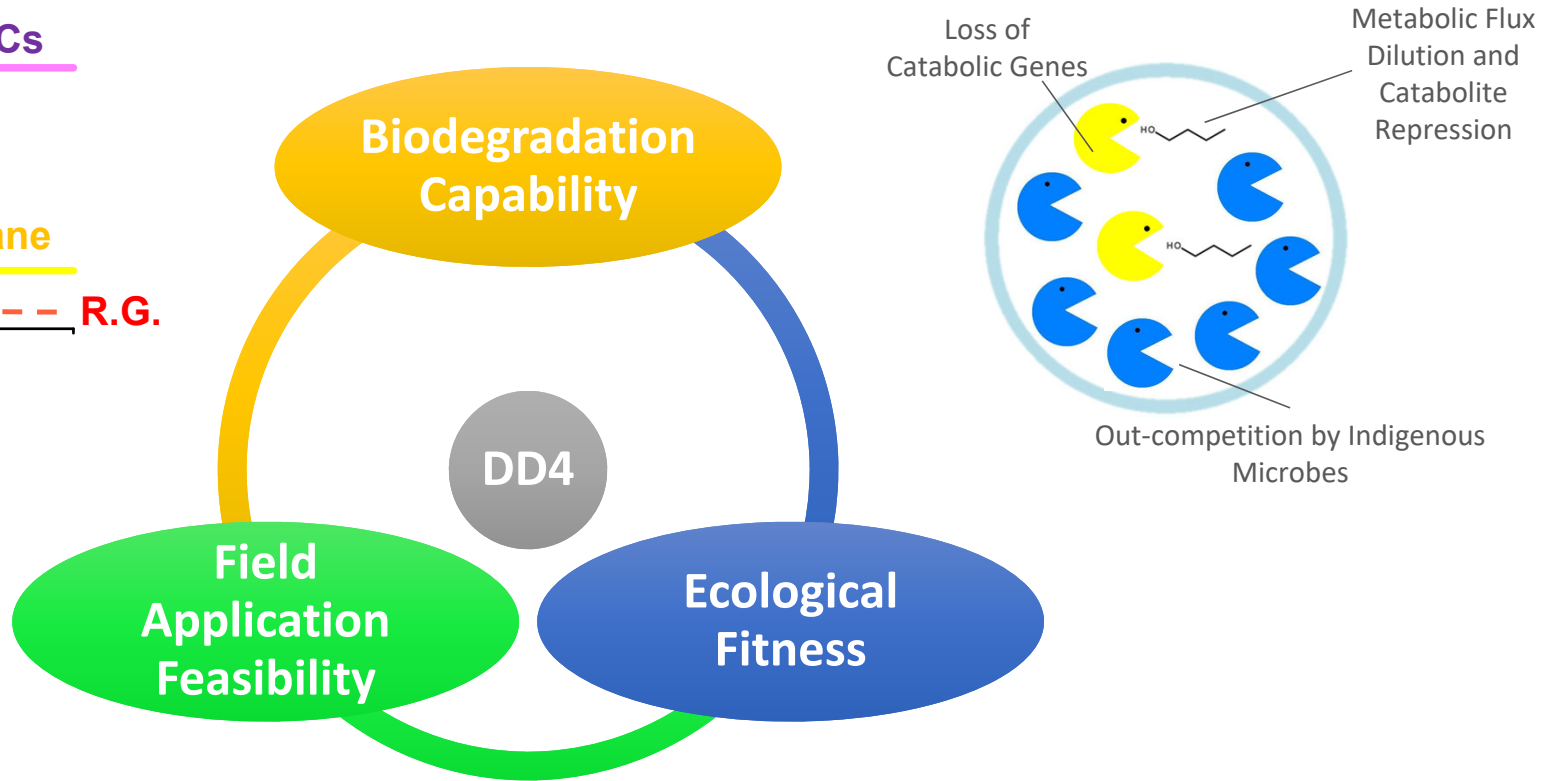 Cs
ane
R.G.
Biodegradation
Capability
DD4
Field
Application
Feasibility
Ecological
Fitness
Loss of
Catabolic Genes
Metabolic Flux
Dilution and
Catabolite
Repression
HO
HO
Out-competition by Indigenous
Microbes